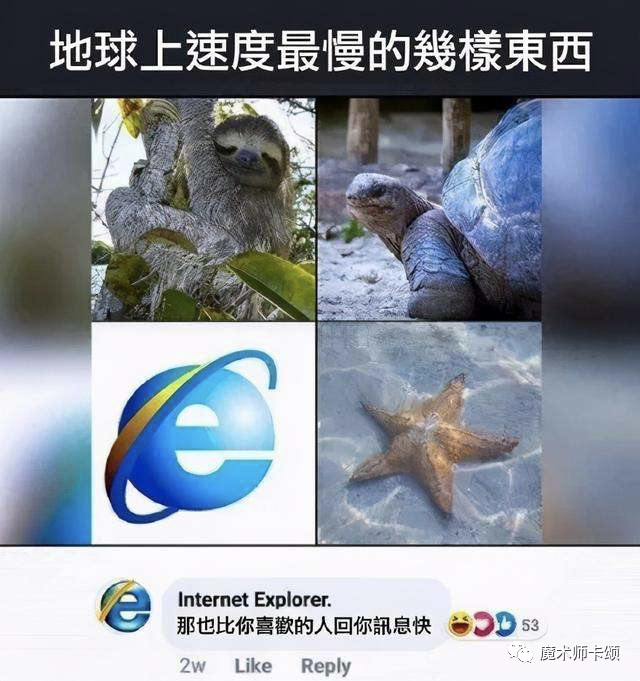 地球上速度最慢的幾樣東西
Internet Explorer.
那也比你喜歡的人回你訊息快
53
2w Like Reply
魔术师卡颂